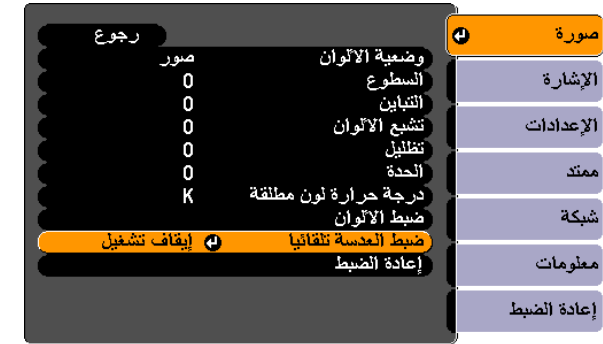 رجوع
وضعية الألوان صور
السطوع 0
التباين 0
تشبع الألوان 0
تظليل 0
الحدة 0
درجة حرارة لون مطلقة K
ضبط الألوان
ضبط العدسة تلقائيا إيقاف تشغيل
إعادة الضبط
صورة
الإشارة
الإعدادات
ممتد
شبكة
معلومات
إعادة الضبط